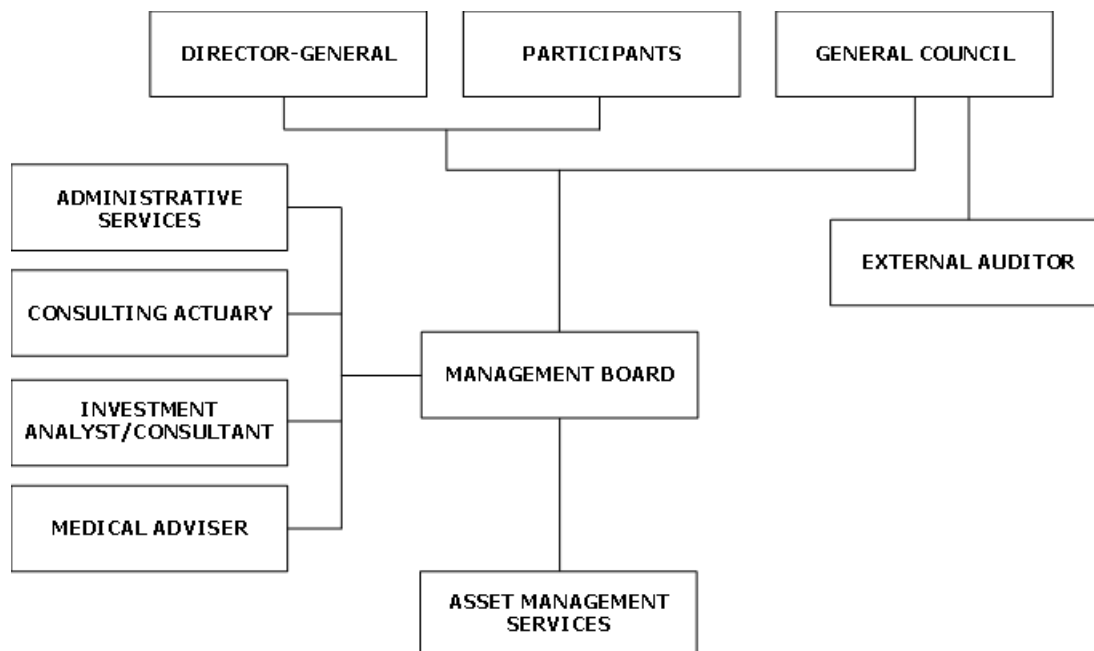 DIRECTOR-GENERAL
PARTICIPANTS
GENERAL COUNCIL
ADMINISTRATIVE
SERVICES
EXTERNAL AUDITOR
CONSULTING ACTUARY
MANAGEMENT BOARD
INVESTMENT
ANALYST/CONSULTANT
MEDICAL ADVISER
ASSET MANAGEMENT
SERVICES